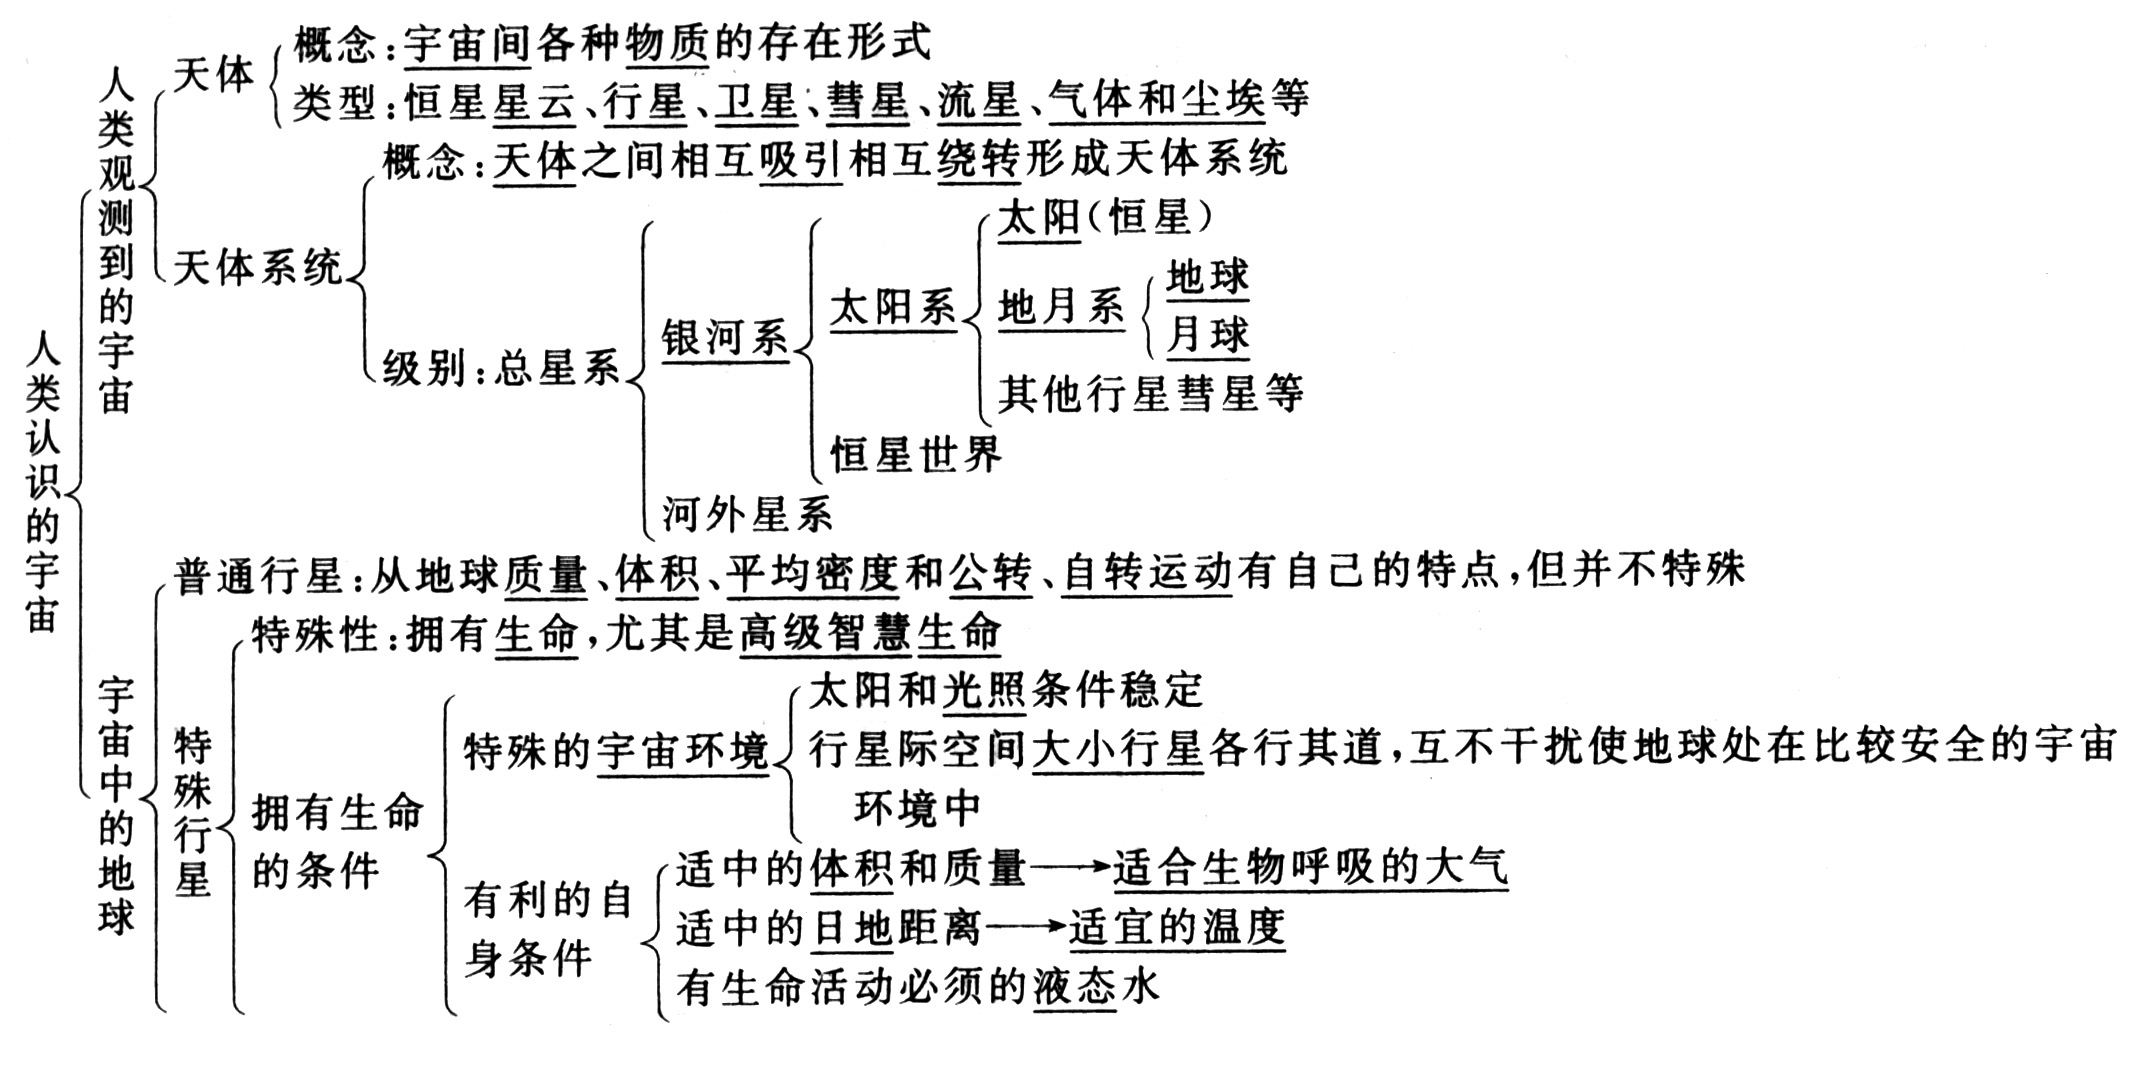 人类认识的宇宙
人类观测到的宇宙
天体
概念:宇宙间各种物质的存在形式
类型:恒星星云、行星、卫星、彗星、流星、气体和尘埃等
天体系统
概念:天体之间相互吸引相互绕转形成天体系统
级别:总星系
银河系
太阳系
太阳(恒星)
地月系
地球
月球
其他行星彗星等
恒星世界
河外星系
宇宙中的地球
普通行星:从地球质量、体积、平均密度和公转、自转运动有自己的特点,但并不特殊
特殊行星
特殊性:拥有生命,尤其是高级智慧生命
拥有生命
的条件
特殊的宇宙环境
太阳和光照条件稳定
行星际空间大小行星各行其道,互不干扰使地球处在比较安全的宇宙
环境中
有利的自
身条件
适中的体积和质量→适合生物呼吸的大气
适中的日地距离→适宜的温度
有生命活动必须的液态水